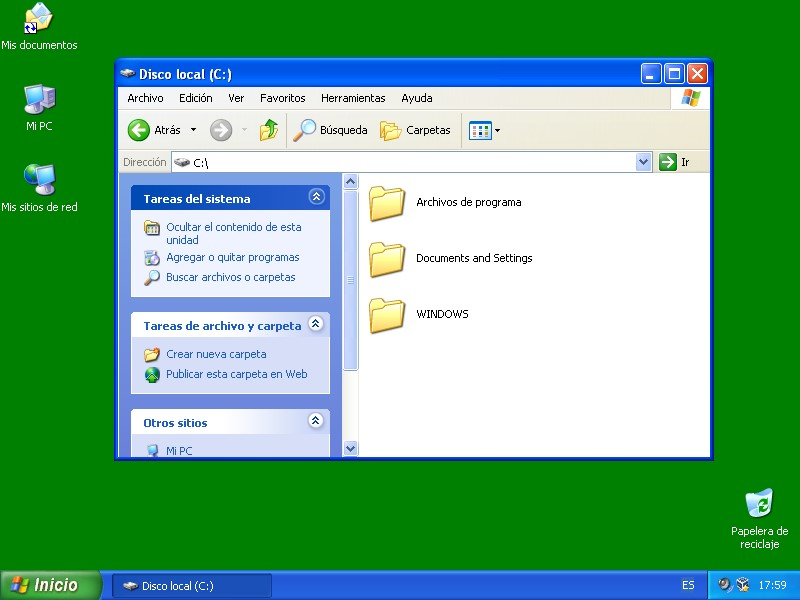 Mis documentos
Mi PC
Mis sitios de red
Disco local (C:)
Archivo Edición Ver Favoritos Herramientas Ayuda
Atrás Búsqueda Carpetas
Dirección C:\ Ir
Tareas del sistema
Ocultar el contenido de esta
unidad
Agregar o quitar programas
Buscar archivos o carpetas
Tareas de archivo y carpeta
Crear nueva carpeta
Publicar esta carpeta en Web
Otros sitios
Mi PC
Archivos de programa
Documents and Settings
WINDOWS
Papelera de
reciclaje
Inicio Disco local (C:) ES 17:59